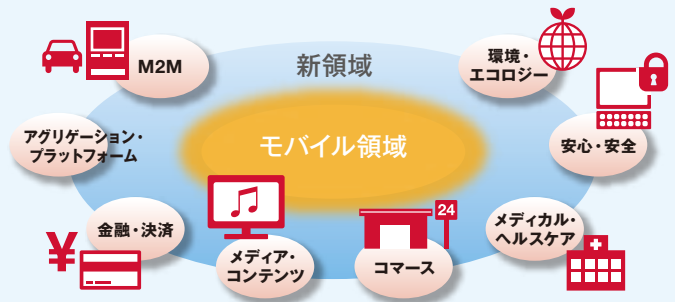 新領域
モバイル領域
M2M
環境・
エコロジー
アグリゲーション・
プラットフォーム
安心・安全
金融・決済
メディカル・
ヘルスケア
メディア・
コンテンツ
コマース
24
¥